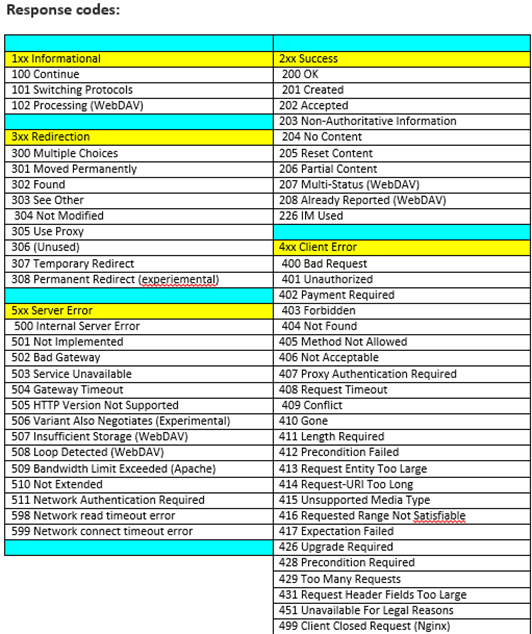 Response codes:
1xx Informational
100 Continue
101 Switching Protocols
102 Processing (WebDAV)
3xx Redirection
300 Multiple Choices
301 Moved Permanently
302 Found
303 See Other
304 Not Modified
305 Use Proxy
306 (Unused)
307 Temporary Redirect
308 Permanent Redirect (experiemental)
5xx Server Error
500 Internal Server Error
501 Not Implemented
502 Bad Gateway
503 Service Unavailable
504 Gateway Timeout
505 HTTP Version Not Supported
506 Variant Also Negotiates (Experimental)
507 Insufficient Storage (WebDAV)
508 Loop Detected (WebDAV)
509 Bandwidth Limit Exceeded (Apache)
510 Not Extended
511 Network Authentication Required
598 Network read timeout error
599 Network connect timeout error
2xx Success
200 OK
201 Created
202 Accepted
203 Non-Authoritative Information
204 No Content
205 Reset Content
206 Partial Content
207 Multi-Status (WebDAV)
208 Already Reported (WebDAV)
226 IM Used
4xx Client Error
400 Bad Request
401 Unauthorized
402 Payment Required
403 Forbidden
404 Not Found
405 Method Not Allowed
406 Not Acceptable
407 Proxy Authentication Required
408 Request Timeout
409 Conflict
410 Gone
411 Length Required
412 Precondition Failed
413 Request Entity Too Large
414 Request-URI Too Long
415 Unsupported Media Type
416 Requested Range Not Satisfiable
417 Expectation Failed
426 Upgrade Required
428 Precondition Required
429 Too Many Requests
431 Request Header Fields Too Large
451 Unavailable For Legal Reasons
499 Client Closed Request (Nginx)